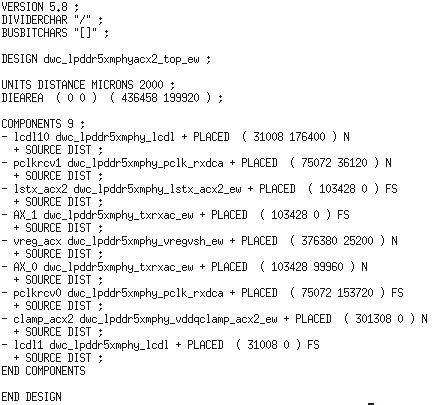 VERSION 5.8 ;
DIVIDERCHAR "/" ;
BUSBITCHARS "[]" ;
DESIGN dwc_lpddr5xmphyacx2_top_ew ;
UNITS DISTANCE MICRONS 2000 ;
DIEAREA ( 0 0 ) ( 436458 199920 ) ;
COMPONENTS 9 ;
- lcdl10 dwc_lpddr5xmphy_lcdl + PLACED ( 31008 176400 ) N
+ SOURCE DIST ;
- pclkrcv1 dwc_lpddr5xmphy_pclk_rxdca + PLACED ( 75072 36120 ) N
+ SOURCE DIST ;
- lstx_acx2 dwc_lpddr5xmphy_lstx_acx2_ew + PLACED ( 103428 0 ) FS
+ SOURCE DIST ;
- AX_1 dwc_lpddr5xmphy_txrxac_ew + PLACED ( 103428 0 ) FS
+ SOURCE DIST ;
- vreg_acx dwc_lpddr5xmphy_vregvsh_ew + PLACED ( 376380 25200 ) N
+ SOURCE DIST ;
- AX_0 dwc_lpddr5xmphy_txrxac_ew + PLACED ( 103428 99960 ) N
+ SOURCE DIST ;
- pclkrcv0 dwc_lpddr5xmphy_pclk_rxdca + PLACED ( 75072 153720 ) FS
+ SOURCE DIST ;
- clamp_acx2 dwc_lpddr5xmphy_vddqclamp_acx2_ew + PLACED ( 301308 0 ) N
+ SOURCE DIST ;
- lcdl1 dwc_lpddr5xmphy_lcdl + PLACED ( 31008 0 ) FS
+ SOURCE DIST ;
END COMPONENTS
END DESIGN